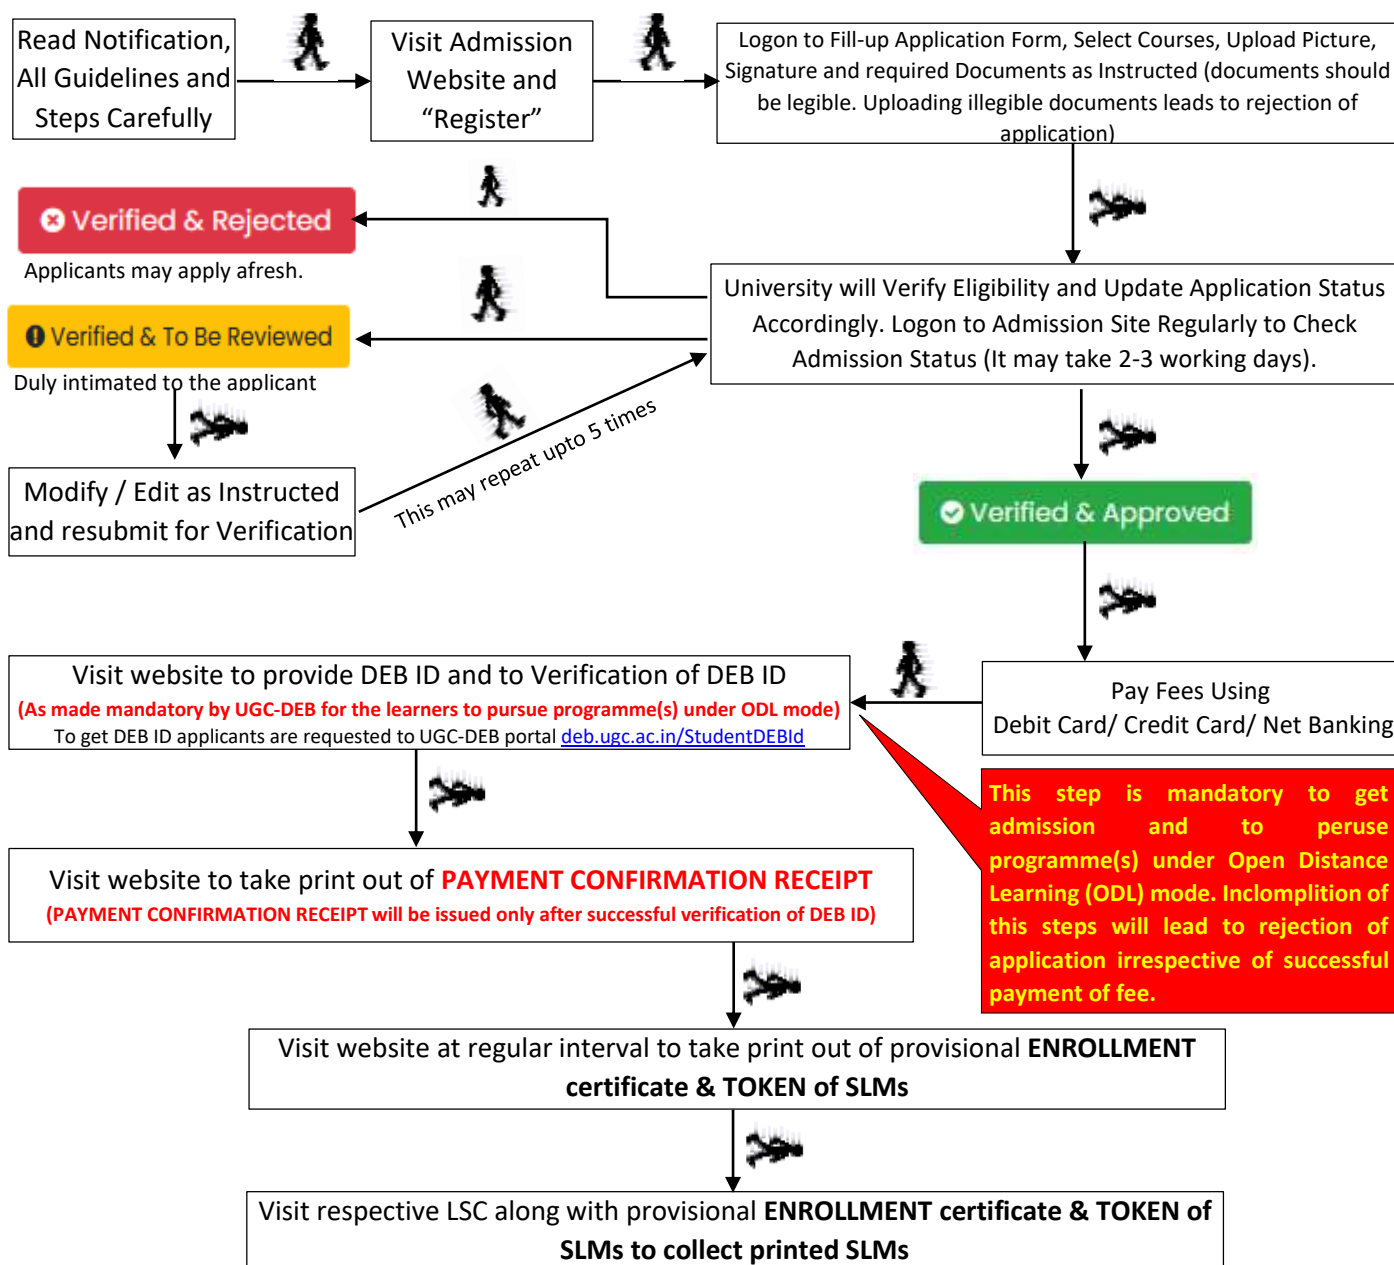 Read Notification,
All Guidelines and
Steps Carefully
Visit Admission
Website and
“Register”
Logon to Fill-up Application Form, Select Courses, Upload Picture,
Signature and required Documents as Instructed (documents should
be legible. Uploading illegible documents leads to rejection of
application)
Verified & Rejected
Applicants may apply afresh.
University will Verify Eligibility and Update Application Status
Accordingly. Logon to Admission Site Regularly to Check
Admission Status (It may take 2-3 working days).
Verified & To Be Reviewed
Duly intimated to the applicant
This may repeat upto 5 times
Modify / Edit as Instructed
and resubmit for Verification
Verified & Approved
Pay Fees Using
Debit Card/ Credit Card/ Net Banking
Visit website to provide DEB ID and to Verification of DEB ID
(As made mandatory by UGC-DEB for the learners to pursue programme(s) under ODL mode)
To get DEB ID applicants are requested to UGC-DEB portal deb.ugc.ac.in/StudentDEBId
This step is mandatory to get
admission and to peruse
programme(s) under Open Distance
Learning (ODL) mode. Inclomplition of
this steps will lead to rejection of
application irrespective of successful
payment of fee.
Visit website to take print out of PAYMENT CONFIRMATION RECEIPT
(PAYMENT CONFIRMATION RECEIPT will be issued only after successful verification of DEB ID)
Visit website at regular interval to take print out of provisional ENROLLMENT
certificate & TOKEN of SLMs
Visit respective LSC along with provisional ENROLLMENT certificate & TOKEN of
SLMs to collect printed SLMs